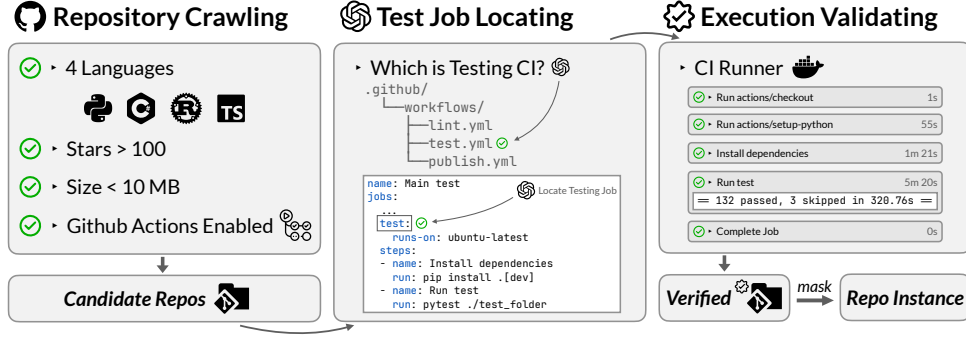 Repository Crawling
4 Languages
TS
Stars > 100
Size < 10 MB
Github Actions Enabled
Candidate Repos
Test Job Locating
Which is Testing CI?
.github/
workflows/
lint.yml
test.yml
publish.yml
name: Main test
jobs:
...
test:
runs-on: ubuntu-latest
steps:
- name: Install dependencies
run: pip install .[dev]
- name: Run test
run: pytest ./test_folder
Locate Testing Job
Execution Validating
CI Runner
Run actions/checkout 1s
Run actions/setup-python 55s
Install dependencies 1m 21s
Run test 5m 20s
== 132 passed, 3 skipped in 320.76s ==
Complete Job 0s
Verified
mask
Repo Instance